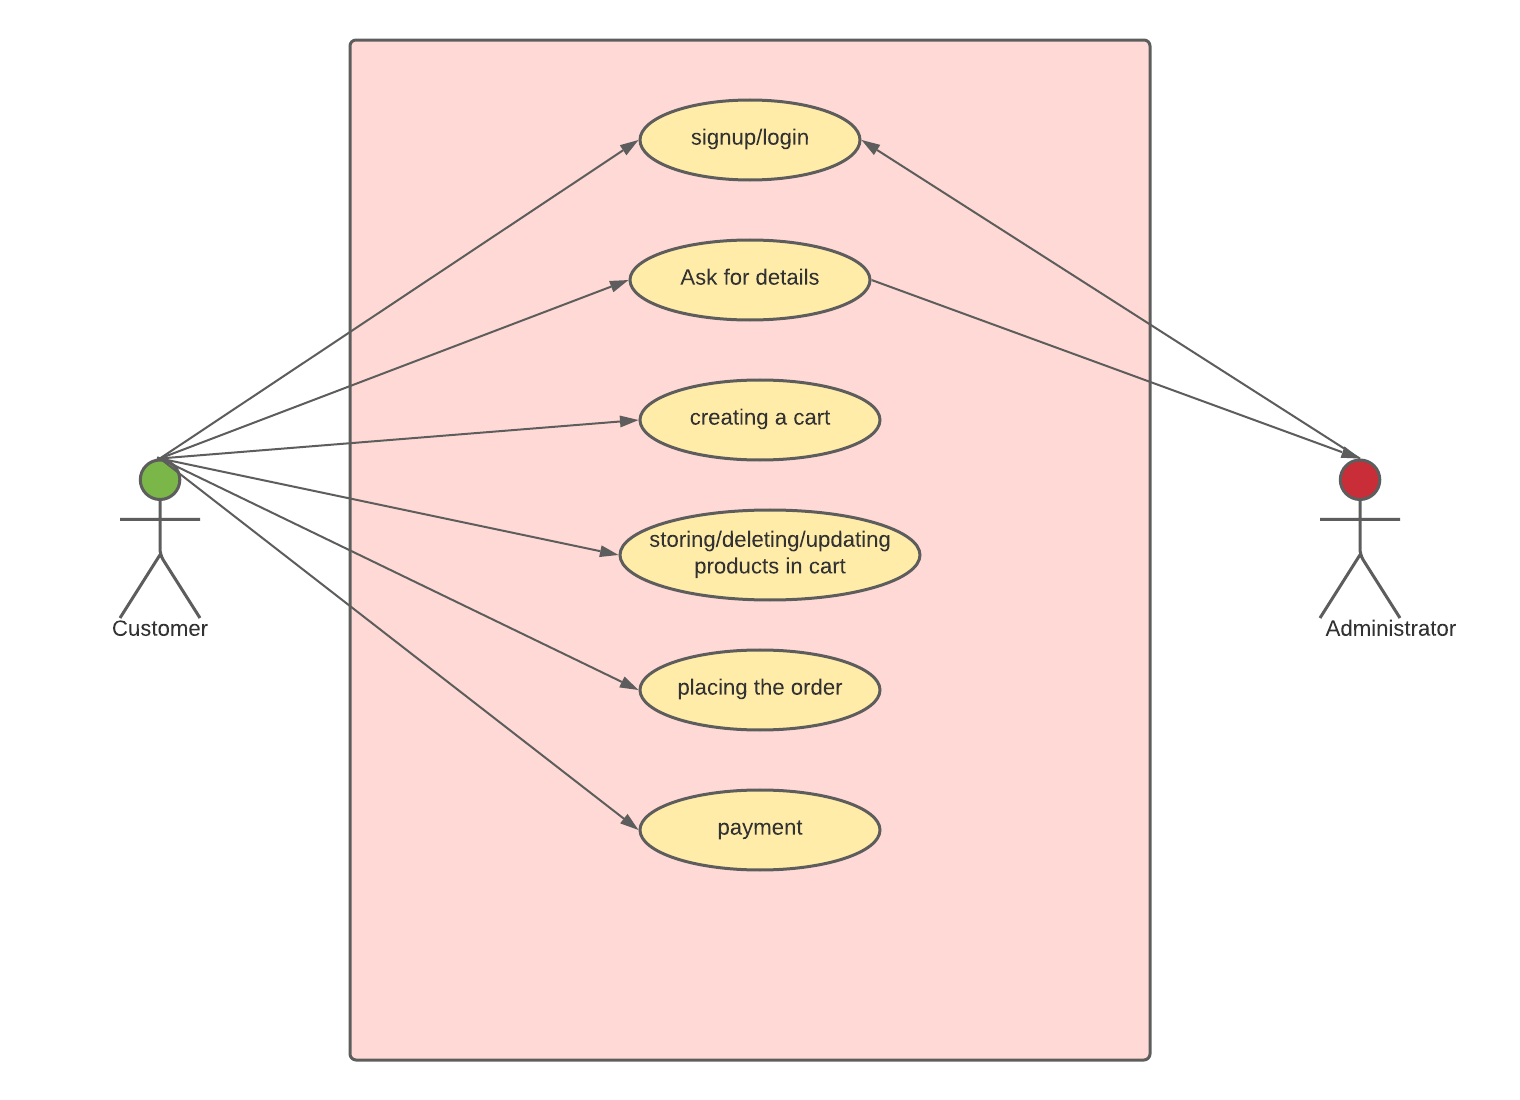 signup/login
Ask for details
creating a cart
storing/deleting/updating
products in cart
Customer
Administrator
placing the order
payment